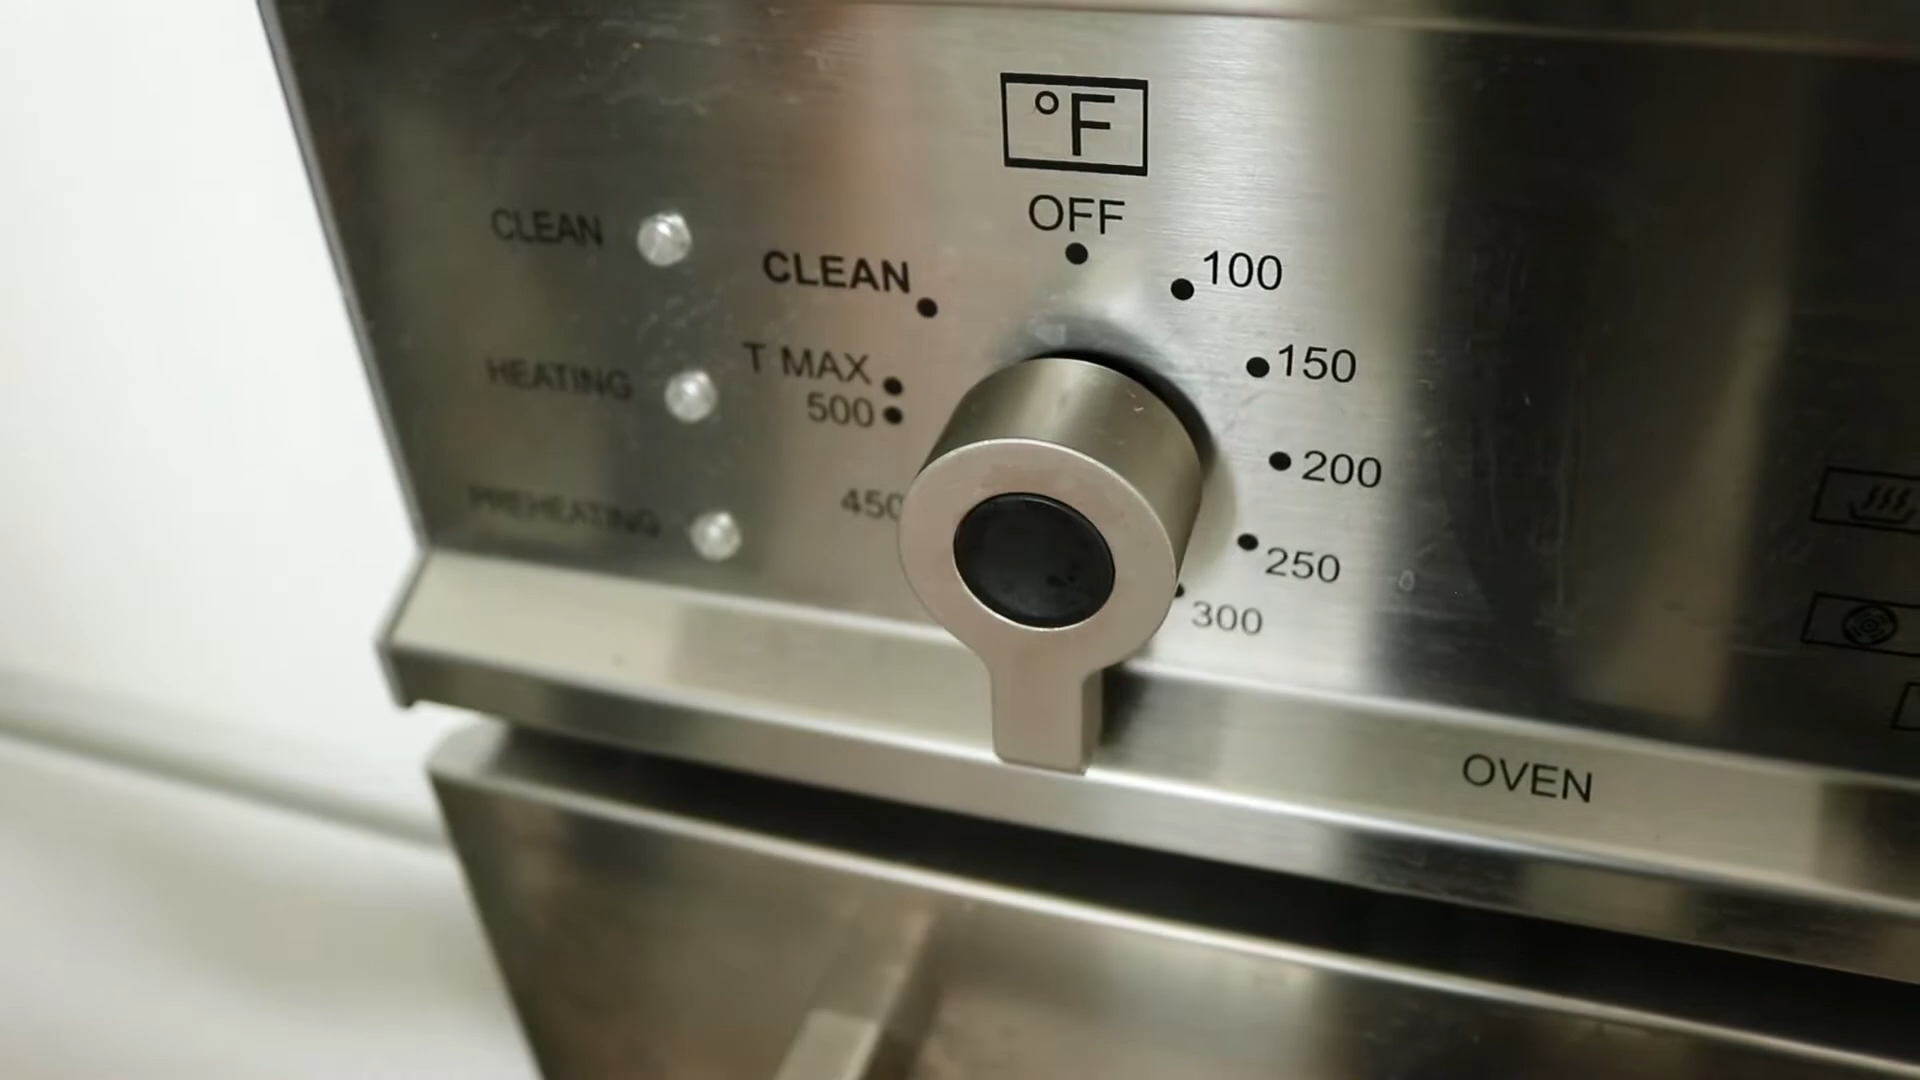 °F
OFF
CLEAN
CLEAN
100
HEATING
T MAX
150
500
200
PREHEATING
450
250
300
OVEN